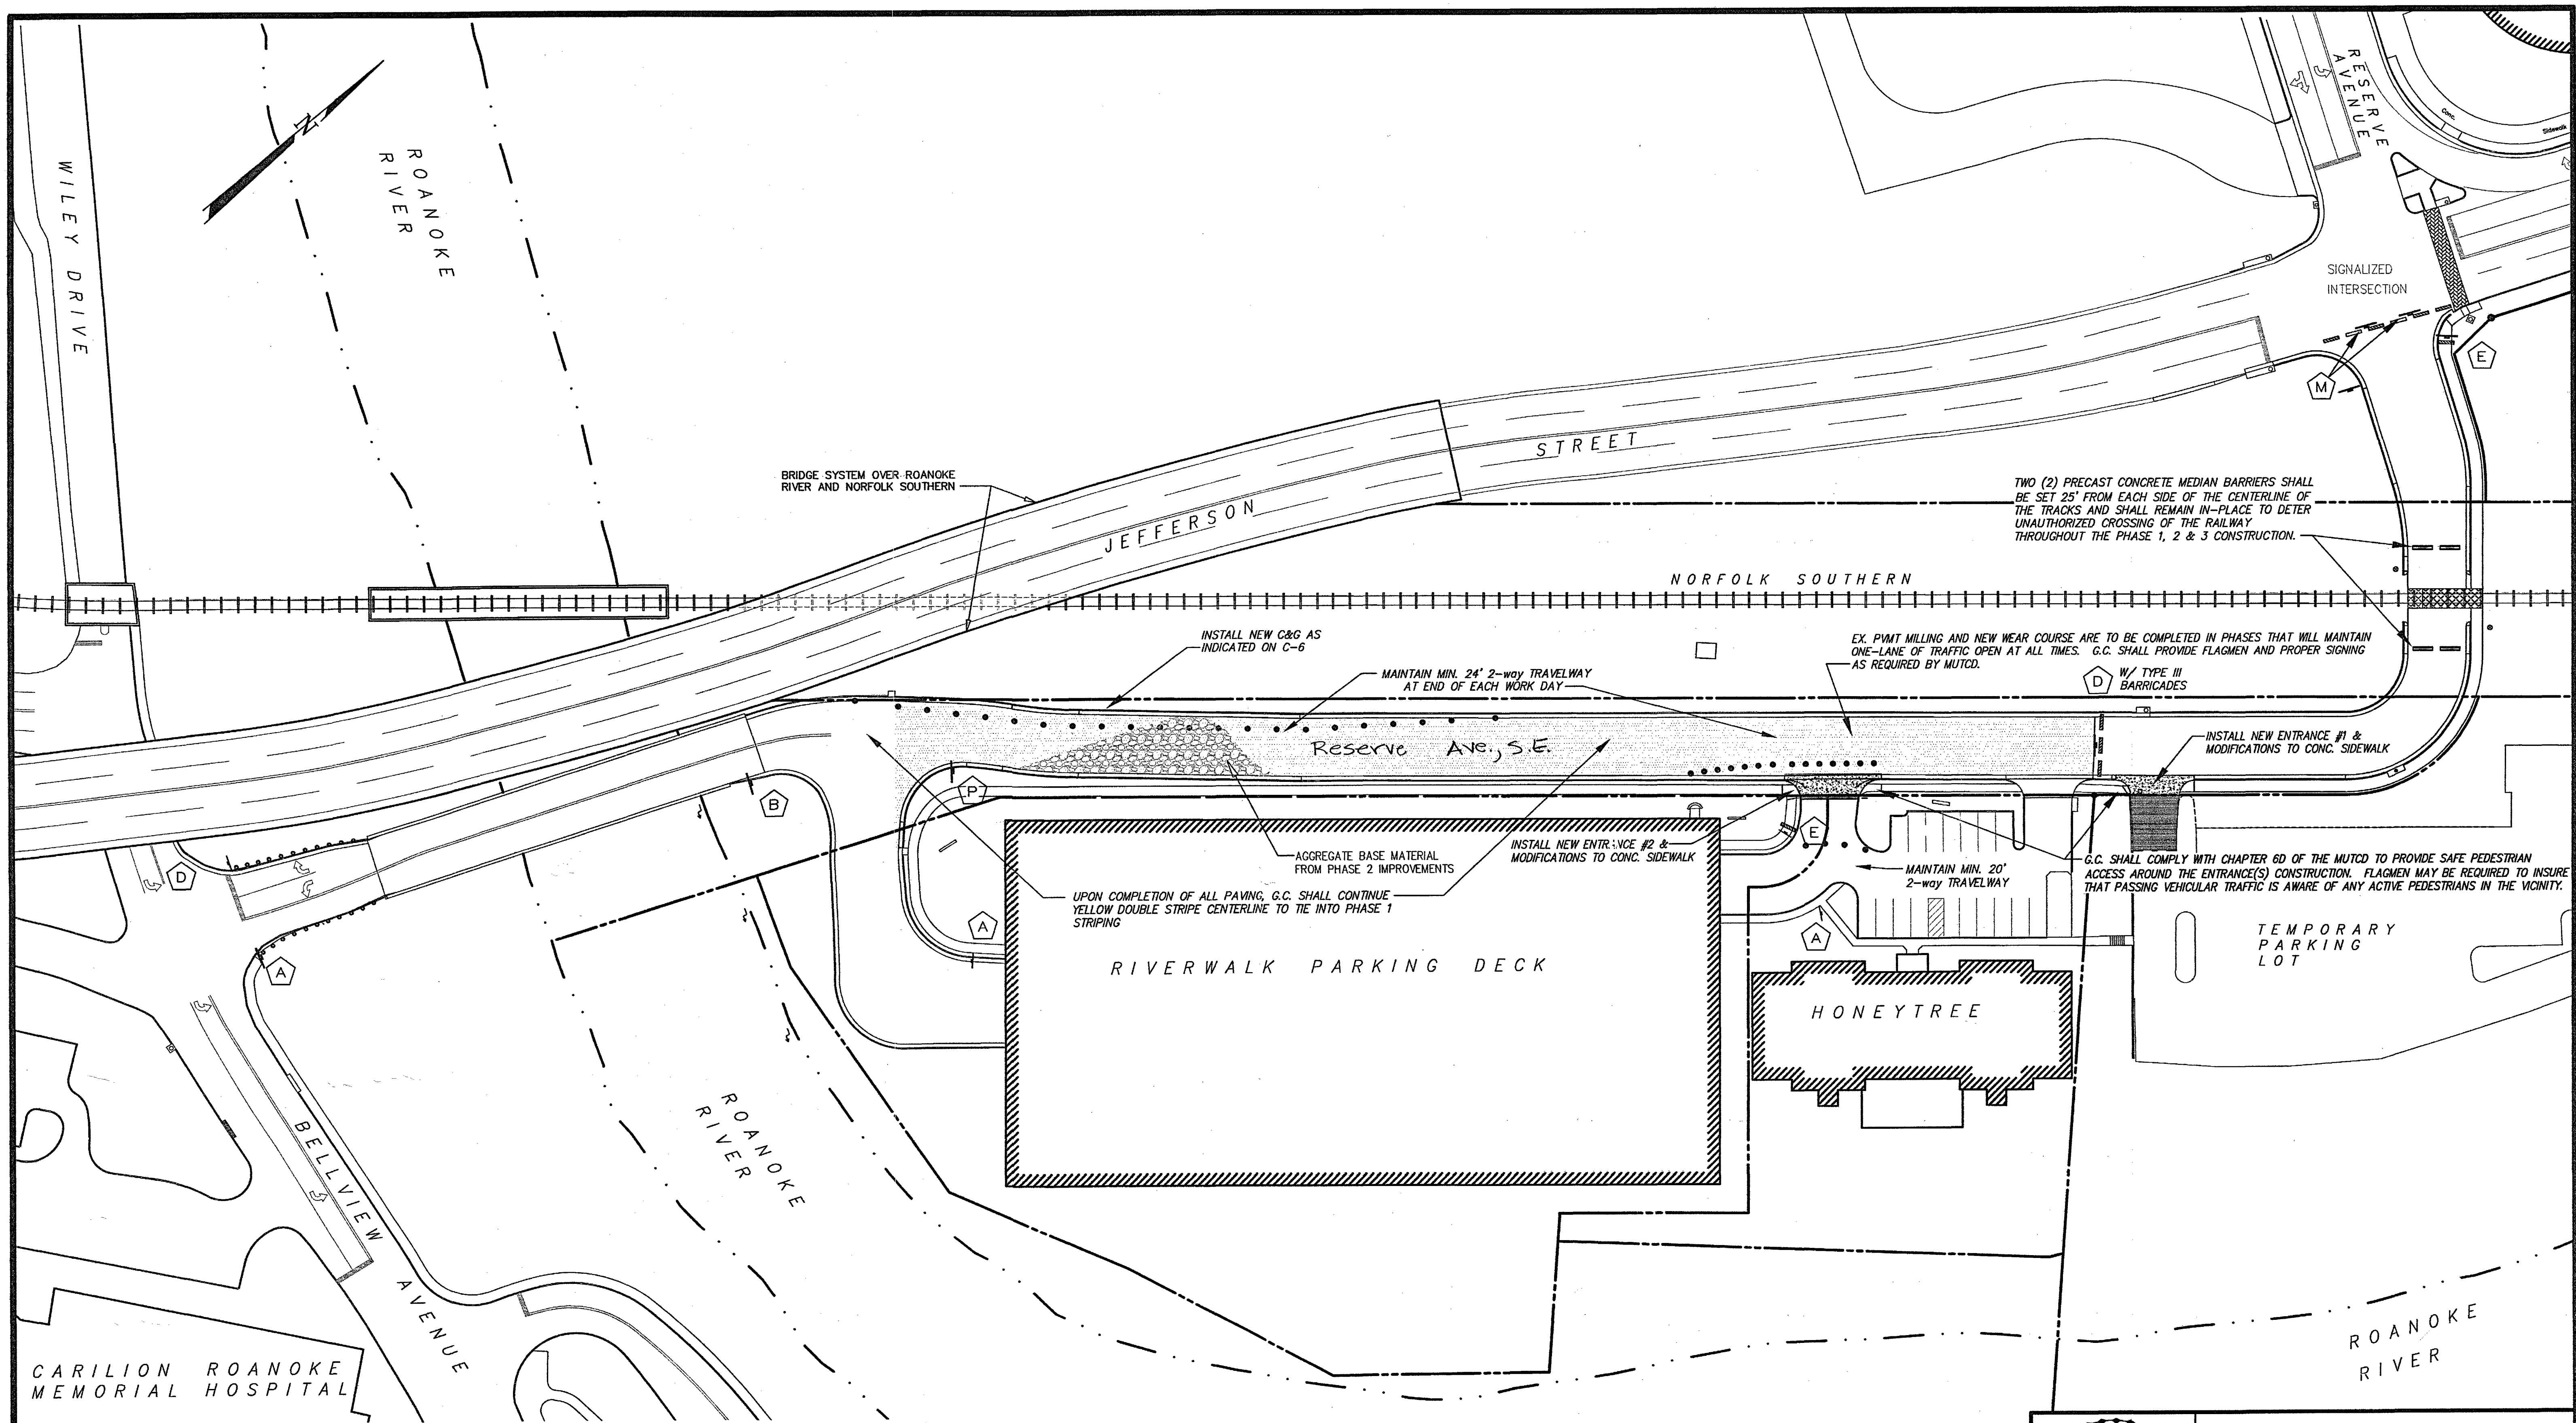 RESERVE
AVENUE
Conc.
Sidewalk
N
ROANOKE
RIVER
WILEY DRIVE
SIGNALIZED
INTERSECTION
E
M
STREET
BRIDGE SYSTEM OVER ROANOKE
RIVER AND NORFOLK SOUTHERN
JEFFERSON
TWO (2) PRECAST CONCRETE MEDIAN BARRIERS SHALL
BE SET 25' FROM EACH SIDE OF THE CENTERLINE OF
THE TRACKS AND SHALL REMAIN IN-PLACE TO DETER
UNAUTHORIZED CROSSING OF THE RAILWAY
THROUGHOUT THE PHASE 1, 2 & 3 CONSTRUCTION.
NORFOLK SOUTHERN
INSTALL NEW C&G AS
INDICATED ON C-6
EX. PVMT MILLING AND NEW WEAR COURSE ARE TO BE COMPLETED IN PHASES THAT WILL MAINTAIN
ONE-LANE OF TRAFFIC OPEN AT ALL TIMES. G.C. SHALL PROVIDE FLAGMEN AND PROPER SIGNING
AS REQUIRED BY MUTCD.
MAINTAIN MIN. 24' 2-way TRAVELWAY
AT END OF EACH WORK DAY
D
W/ TYPE III
BARRICADES
Reserve Ave., S.E.
INSTALL NEW ENTRANCE #1 &
MODIFICATIONS TO CONC. SIDEWALK
P
B
E
AGGREGATE BASE MATERIAL
FROM PHASE 2 IMPROVEMENTS
INSTALL NEW ENTRANCE #2 &
MODIFICATIONS TO CONC. SIDEWALK
MAINTAIN MIN. 20'
2-way TRAVELWAY
G.C. SHALL COMPLY WITH CHAPTER 6D OF THE MUTCD TO PROVIDE SAFE PEDESTRIAN
ACCESS AROUND THE ENTRANCE(S) CONSTRUCTION. FLAGMEN MAY BE REQUIRED TO INSURE
THAT PASSING VEHICULAR TRAFFIC IS AWARE OF ANY ACTIVE PEDESTRIANS IN THE VICINITY.
D
UPON COMPLETION OF ALL PAVING, G.C. SHALL CONTINUE
YELLOW DOUBLE STRIPE CENTERLINE TO TIE INTO PHASE 1
STRIPING
A
A
A
TEMPORARY
PARKING
LOT
RIVERWALK PARKING DECK
HONEYTREE
ROANOKE
RIVER
BELLVIEW AVENUE
ROANOKE
RIVER
CARILION ROANOKE
MEMORIAL HOSPITAL